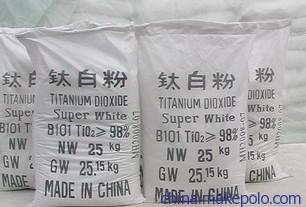 钛白粉
TITANIUM DIOXIDE
Super White
B101 TiO₂≥98%
NW 25 kg
GW 25.15 kg
MADE IN CHINA
钛白粉
TITANIUM DIOXIDE
Super White
B101 TiO₂≥98%
NW 25 kg
GW 25.15 kg
MADE IN CHINA
china.makepolo.com